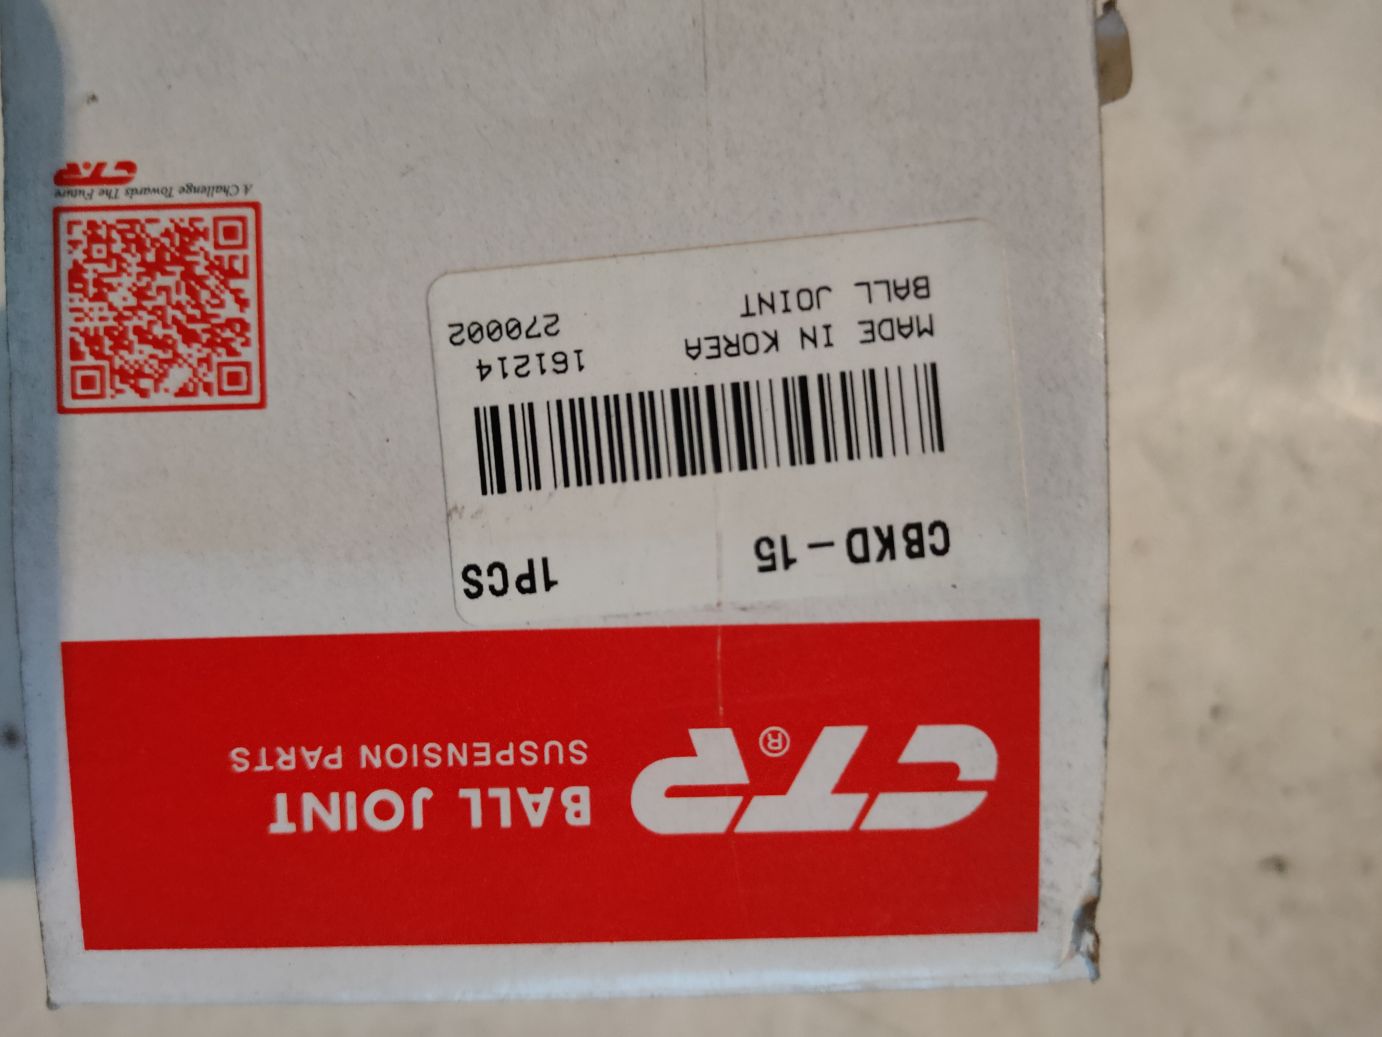 CTP®
BALL JOINT
SUSPENSION PARTS
CBKD-15
1PCS
MADE IN KOREA
161214
BALL JOINT
270002
A Challenge Towards The Future
CTP